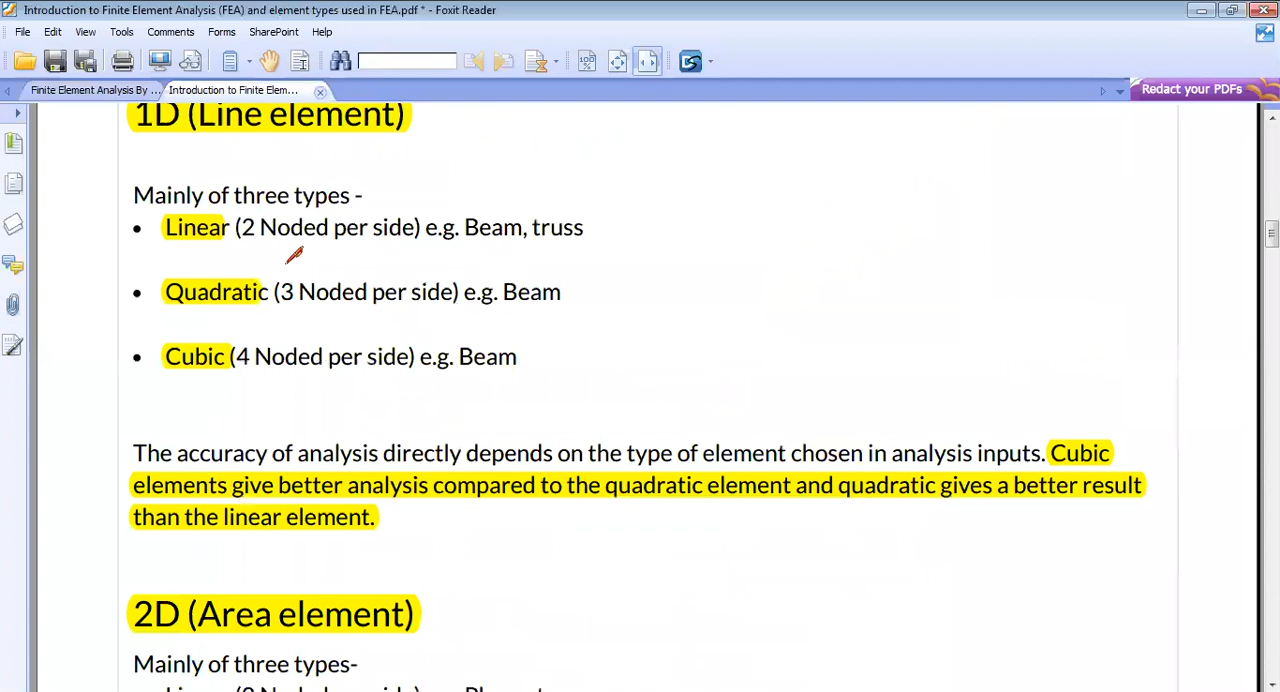 Introduction to Finite Element Analysis (FEA) and element types used in FEA.pdf * - Foxit Reader
File Edit View Tools Comments Forms SharePoint Help
Finite Element Analysis By ... Introduction to Finite Elem... Redact your PDFs
1D (Line element)
Mainly of three types -
• Linear (2 Noded per side) e.g. Beam, truss
• Quadratic (3 Noded per side) e.g. Beam
• Cubic (4 Noded per side) e.g. Beam
The accuracy of analysis directly depends on the type of element chosen in analysis inputs. Cubic
elements give better analysis compared to the quadratic element and quadratic gives a better result
than the linear element.
2D (Area element)
Mainly of three types-